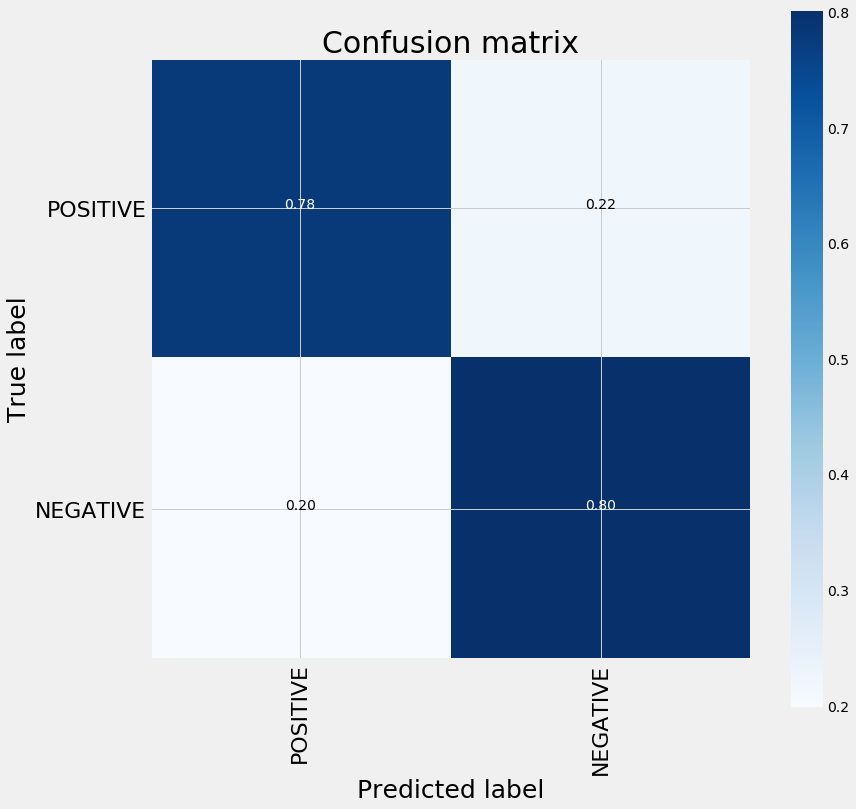 Confusion matrix
True label
POSITIVE
0.78
0.22
NEGATIVE
0.20
0.80
POSITIVE
NEGATIVE
Predicted label
0.8
0.7
0.6
0.5
0.4
0.3
0.2